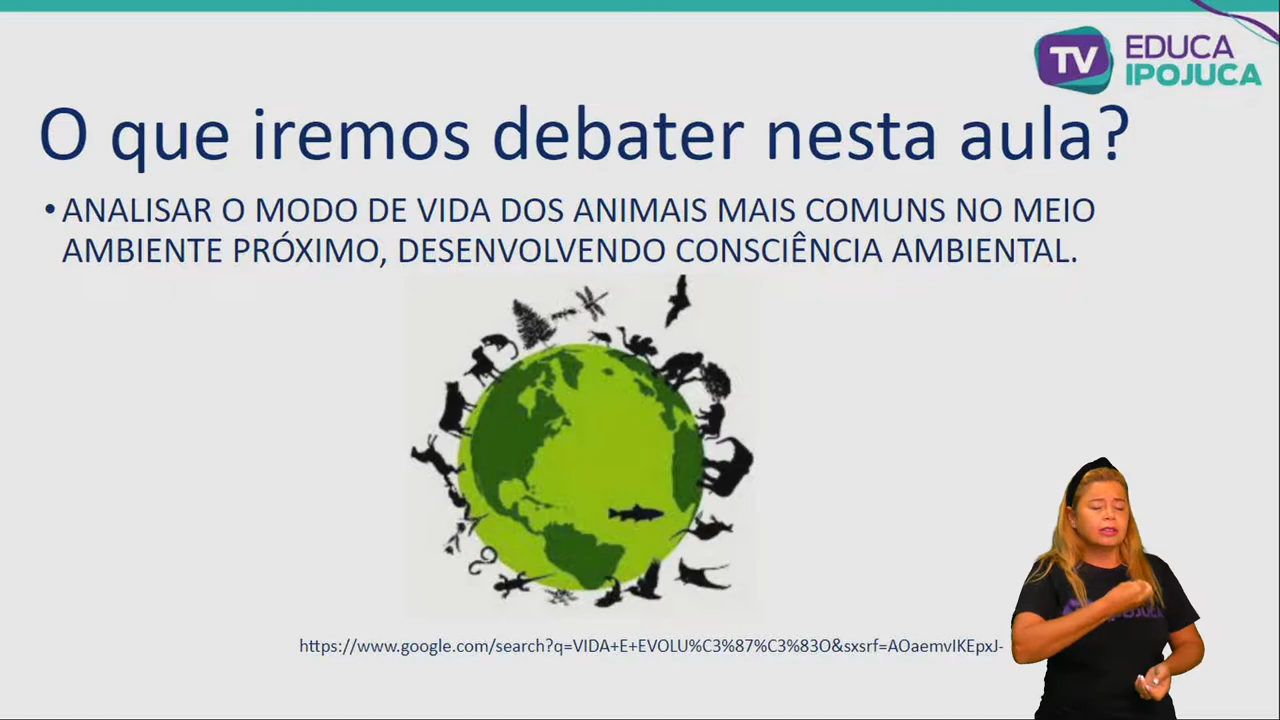 TV EDUCA
IPOJUCA
O que iremos debater nesta aula?
• ANALISAR O MODO DE VIDA DOS ANIMAIS MAIS COMUNS NO MEIO
AMBIENTE PRÓXIMO, DESENVOLVENDO CONSCIÊNCIA AMBIENTAL.
https://www.google.com/search?q=VIDA+E+EVOLU%C3%87%C3%83O&sxsrf=AOaemvIKEpxJ-